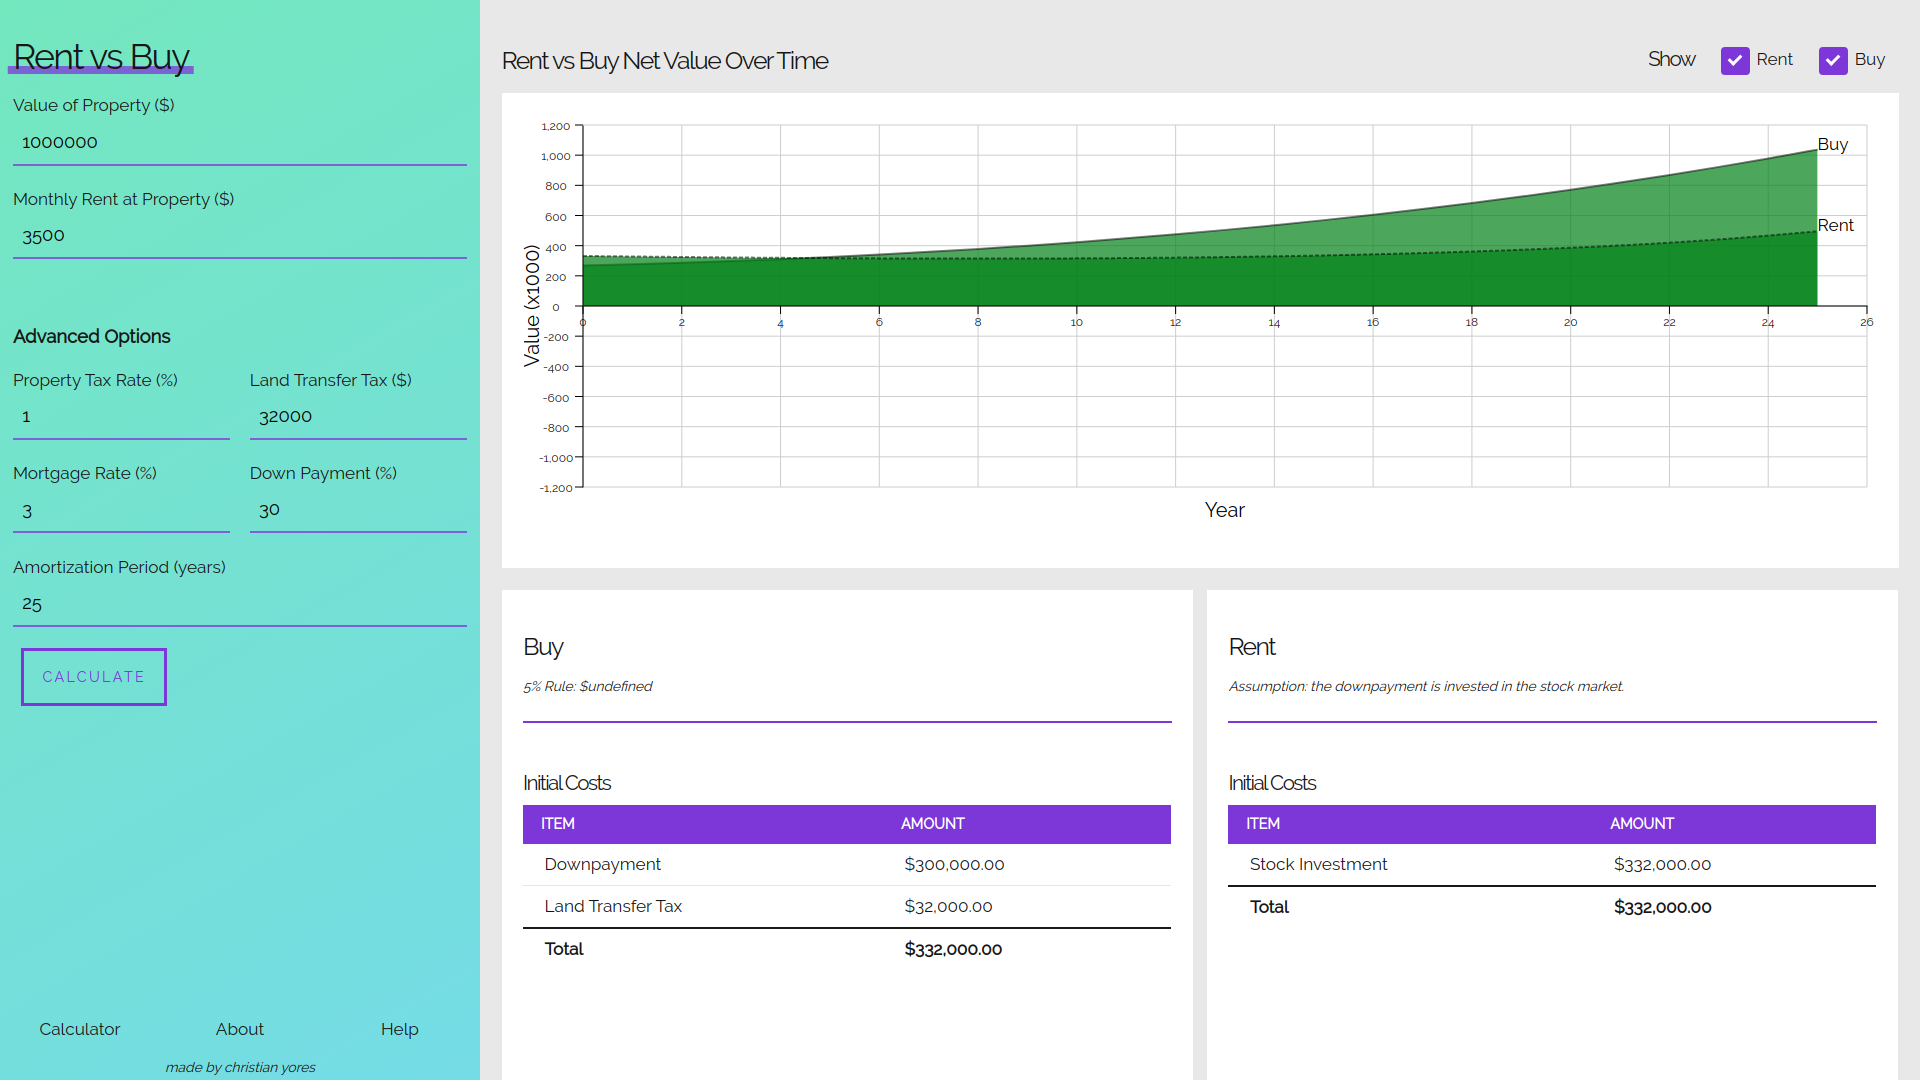 Rent vs Buy
Value of Property ($)
1000000
Monthly Rent at Property ($)
3500
Advanced Options
Property Tax Rate (%) Land Transfer Tax ($)
1 32000
Mortgage Rate (%) Down Payment (%)
3 30
Amortization Period (years)
25
CALCULATE
Calculator About Help
made by christian yores
Rent vs Buy Net Value Over Time
Show Rent Buy
1,200
1,000
800
600
400
200
0
-200
-400
-600
-800
-1,000
-1,200
Value (x1000)
0 2 4 6 8 10 12 14 16 18 20 22 24 26
Year
Buy
Rent
Buy
5% Rule: $undefined
Initial Costs
ITEM AMOUNT
Downpayment $300,000.00
Land Transfer Tax $32,000.00
Total $332,000.00
Rent
Assumption: the downpayment is invested in the stock market.
Initial Costs
ITEM AMOUNT
Stock Investment $332,000.00
Total $332,000.00